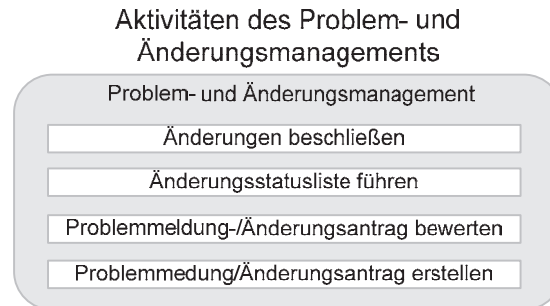 Aktivitäten des Problem- und
Änderungsmanagements
Problem- und Änderungsmanagement
Änderungen beschließen
Änderungsstatusliste führen
Problemmeldung-/Änderungsantrag bewerten
Problemmedung/Änderungsantrag erstellen